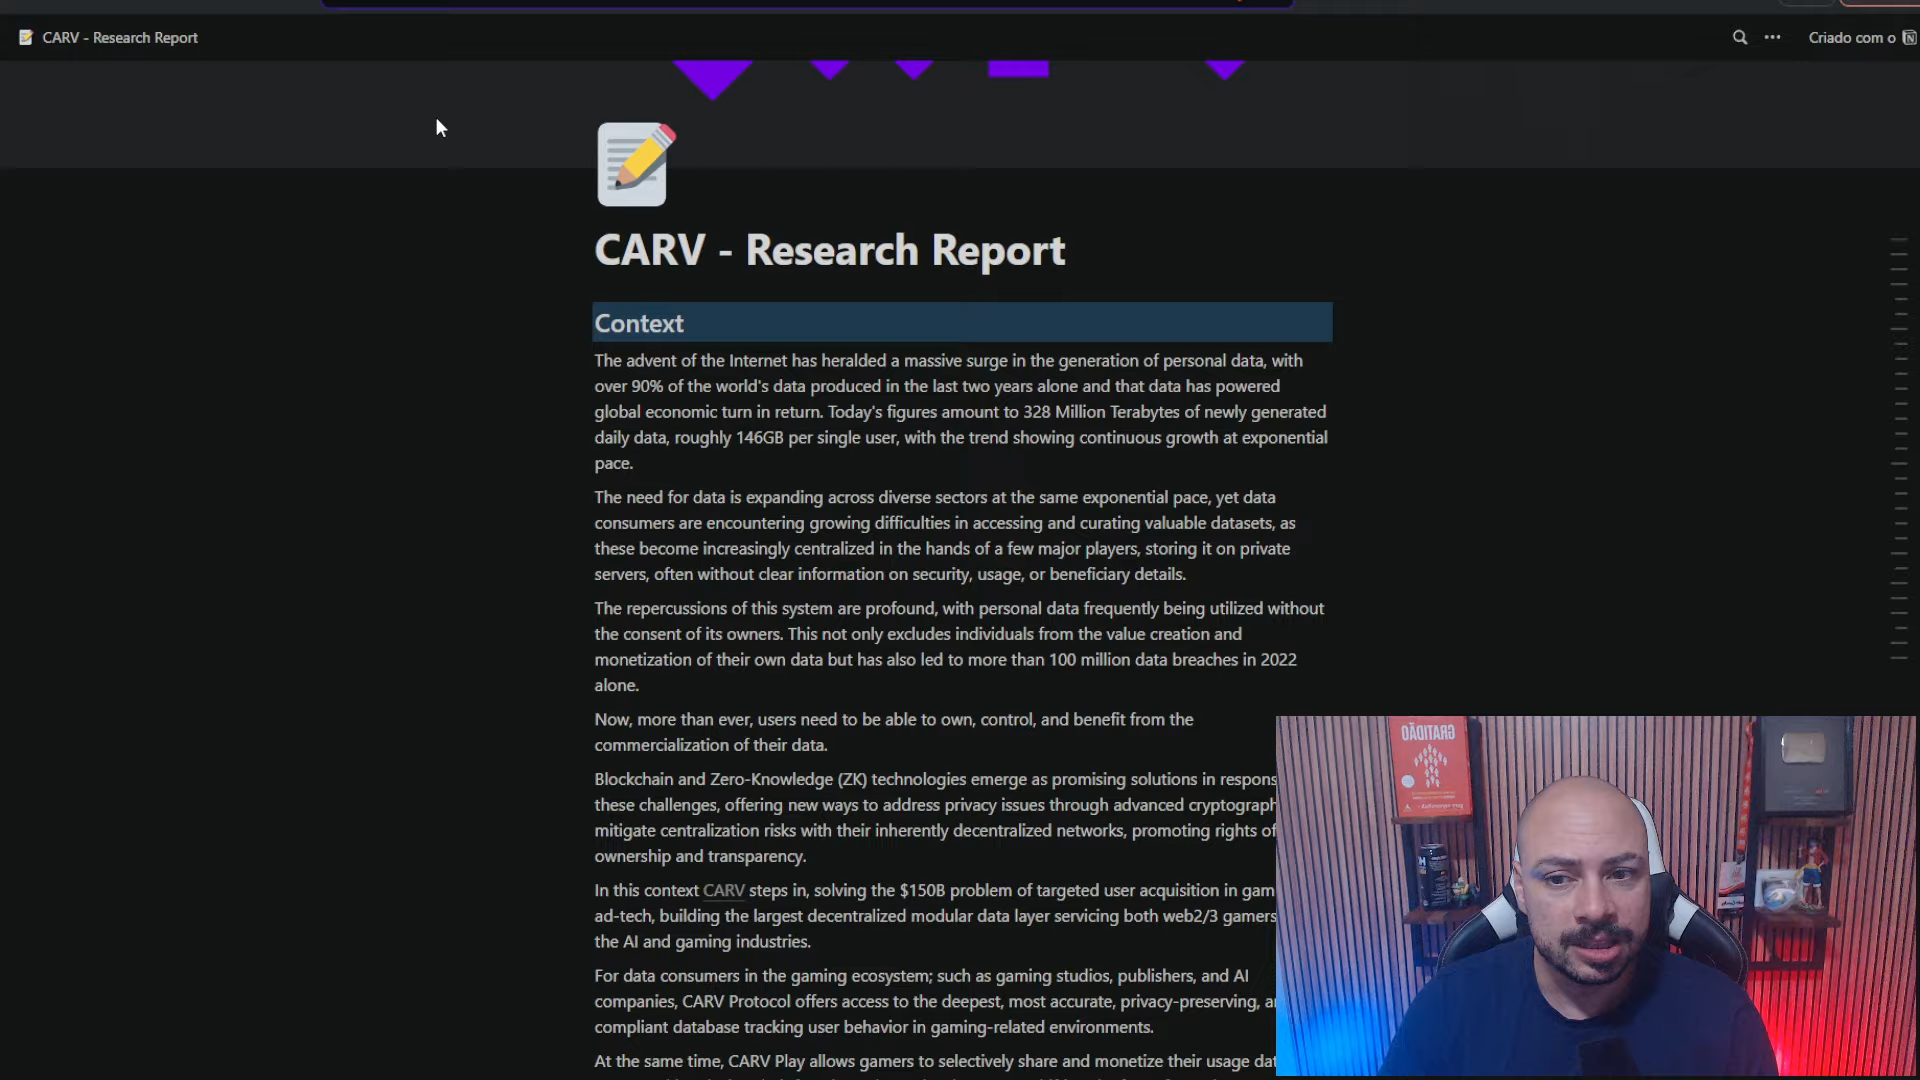 CARV - Research Report
Criado com o
CARV - Research Report
Context
The advent of the Internet has heralded a massive surge in the generation of personal data, with
over 90% of the world's data produced in the last two years alone and that data has powered
global economic turn in return. Today's figures amount to 328 Million Terabytes of newly generated
daily data, roughly 146GB per single user, with the trend showing continuous growth at exponential
pace.
The need for data is expanding across diverse sectors at the same exponential pace, yet data
consumers are encountering growing difficulties in accessing and curating valuable datasets, as
these become increasingly centralized in the hands of a few major players, storing it on private
servers, often without clear information on security, usage, or beneficiary details.
The repercussions of this system are profound, with personal data frequently being utilized without
the consent of its owners. This not only excludes individuals from the value creation and
monetization of their own data but has also led to more than 100 million data breaches in 2022
alone.
Now, more than ever, users need to be able to own, control, and benefit from the
commercialization of their data.
Blockchain and Zero-Knowledge (ZK) technologies emerge as promising solutions in respons
these challenges, offering new ways to address privacy issues through advanced cryptograph
mitigate centralization risks with their inherently decentralized networks, promoting rights of
ownership and transparency.
In this context CARV steps in, solving the $150B problem of targeted user acquisition in gam
ad-tech, building the largest decentralized modular data layer servicing both web2/3 gamers
the AI and gaming industries.
For data consumers in the gaming ecosystem; such as gaming studios, publishers, and AI
companies, CARV Protocol offers access to the deepest, most accurate, privacy-preserving, a
compliant database tracking user behavior in gaming-related environments.
At the same time, CARV Play allows gamers to selectively share and monetize their usage dat
GRATIDÃO